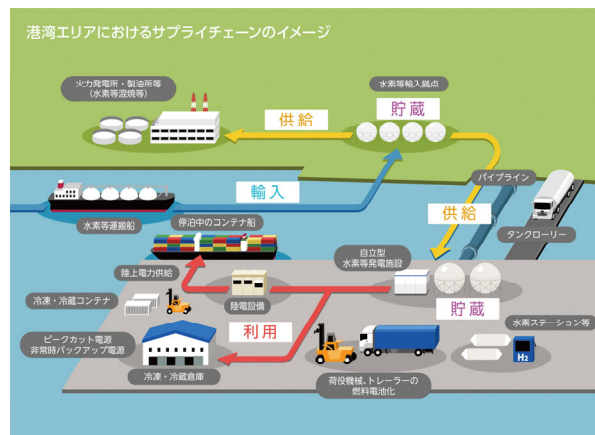 港湾エリアにおけるサプライチェーンのイメージ
火力発電所・製油所等
(水素等混焼等)
水素等輸入拠点
貯蔵
供給
パイプライン
輸入
供給
タンクローリー
水素等運搬船
停泊中のコンテナ船
自立型
水素等発電施設
陸上電力供給
陸電設備
貯蔵
冷凍・冷蔵コンテナ
利用
水素ステーション等
ピークカット電源
非常時バックアップ電源
H2
冷凍・冷蔵倉庫
荷役機械、トレーラーの
燃料電池化